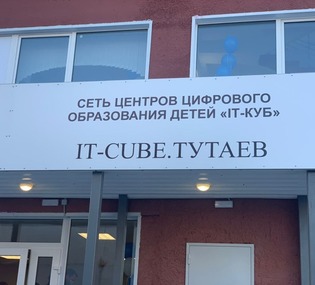 СЕТЬ ЦЕНТРОВ ЦИФРОВОГО
ОБРАЗОВАНИЯ ДЕТЕЙ «IT-КУБ»
IT-CUBE.ТУТАЕВ